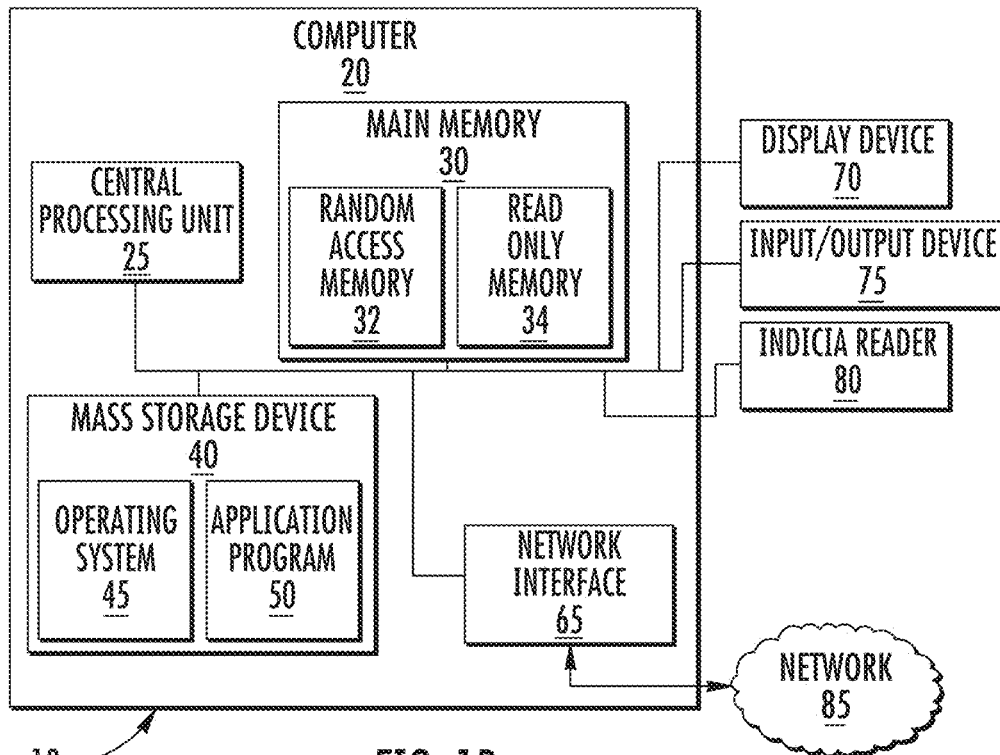 COMPUTER
20
MAIN MEMORY
30
CENTRAL
PROCESSING UNIT
25
RANDOM
ACCESS
MEMORY
32
READ
ONLY
MEMORY
34
DISPLAY DEVICE
70
INPUT/OUTPUT DEVICE
75
INDICIA READER
80
MASS STORAGE DEVICE
40
OPERATING
SYSTEM
45
APPLICATION
PROGRAM
50
NETWORK
INTERFACE
65
NETWORK
85